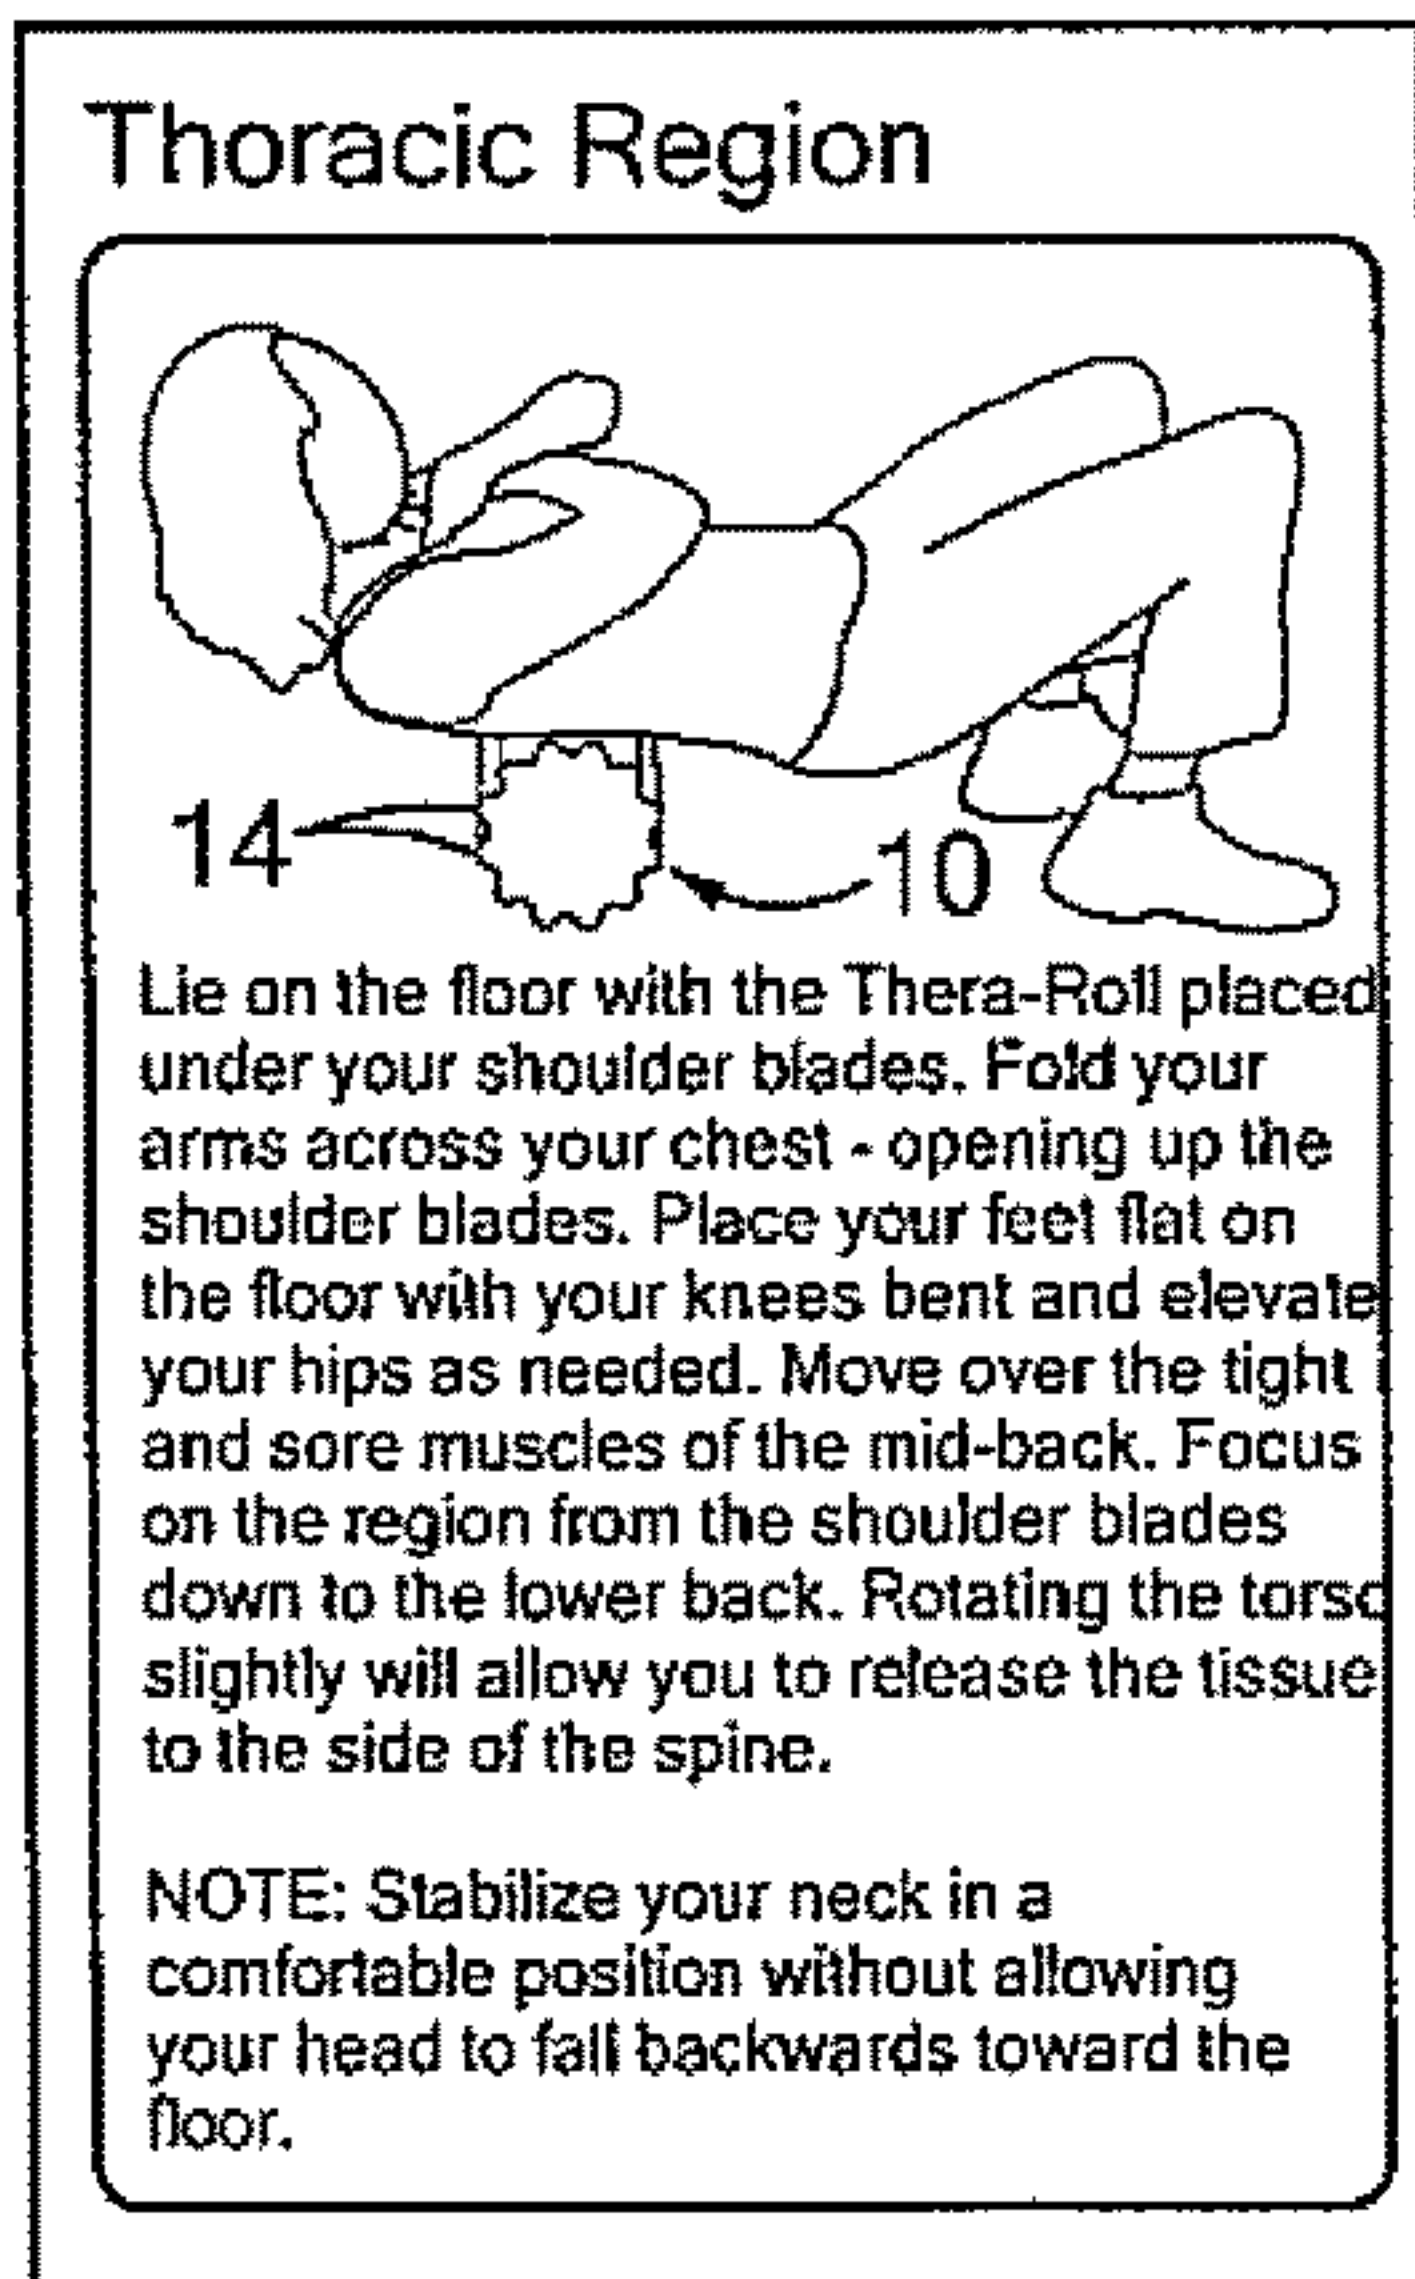 Thoracic Region
14
10
Lie on the floor with the Thera-Roll placed
under your shoulder blades. Fold your
arms across your chest - opening up the
shoulder blades. Place your feet flat on
the floor with your knees bent and elevate
your hips as needed. Move over the tight
and sore muscles of the mid-back. Focus
on the region from the shoulder blades
down to the lower back. Rotating the torso
slightly will allow you to release the tissue
to the side of the spine.
NOTE: Stabilize your neck in a
comfortable position without allowing
your head to fall backwards toward the
floor.